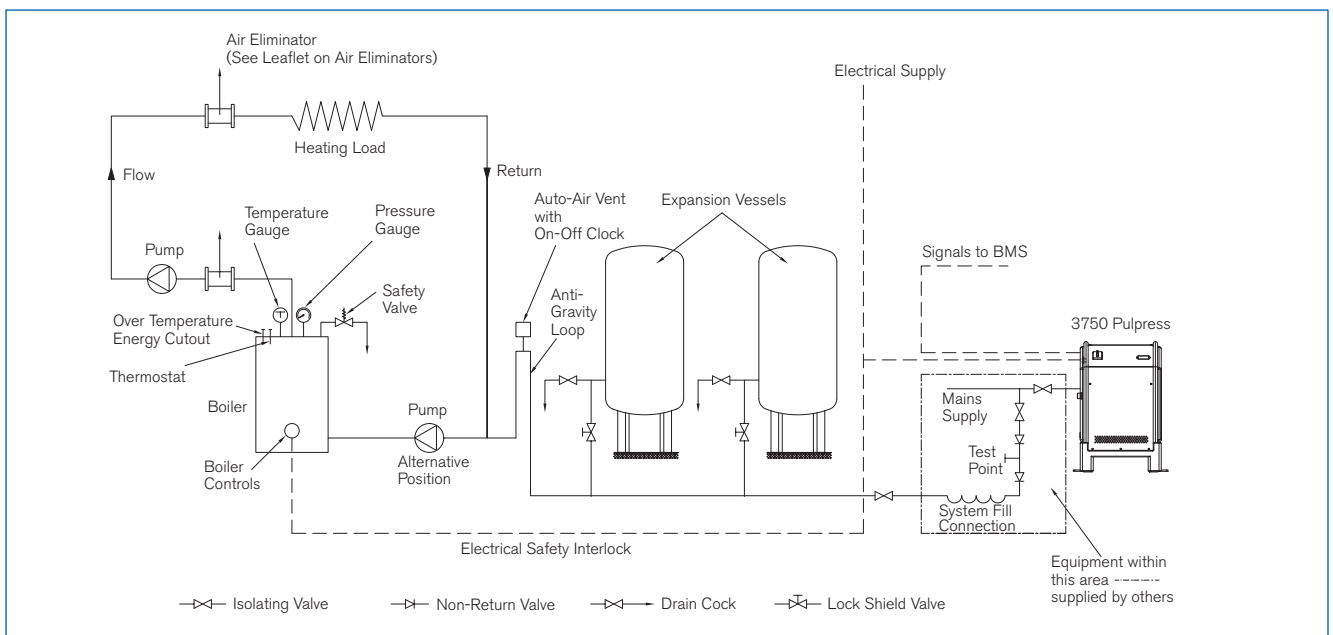 Air Eliminator
(See Leaflet on Air Eliminators)
Electrical Supply
Heating Load
Flow
Return
Temperature
Gauge
Pressure
Gauge
Auto-Air Vent
with
On-Off Clock
Expansion Vessels
Pump
Signals to BMS
Safety
Valve
Anti-
Gravity
Loop
Over Temperature
Energy Cutout
3750 Pulpress
Thermostat
T
Mains
Supply
Boiler
Pump
Test
Point
Alternative
Position
Boiler
Controls
System Fill
Connection
Electrical Safety Interlock
Equipment within
this area
supplied by others
Isolating Valve
Non-Return Valve
Drain Cock
Lock Shield Valve